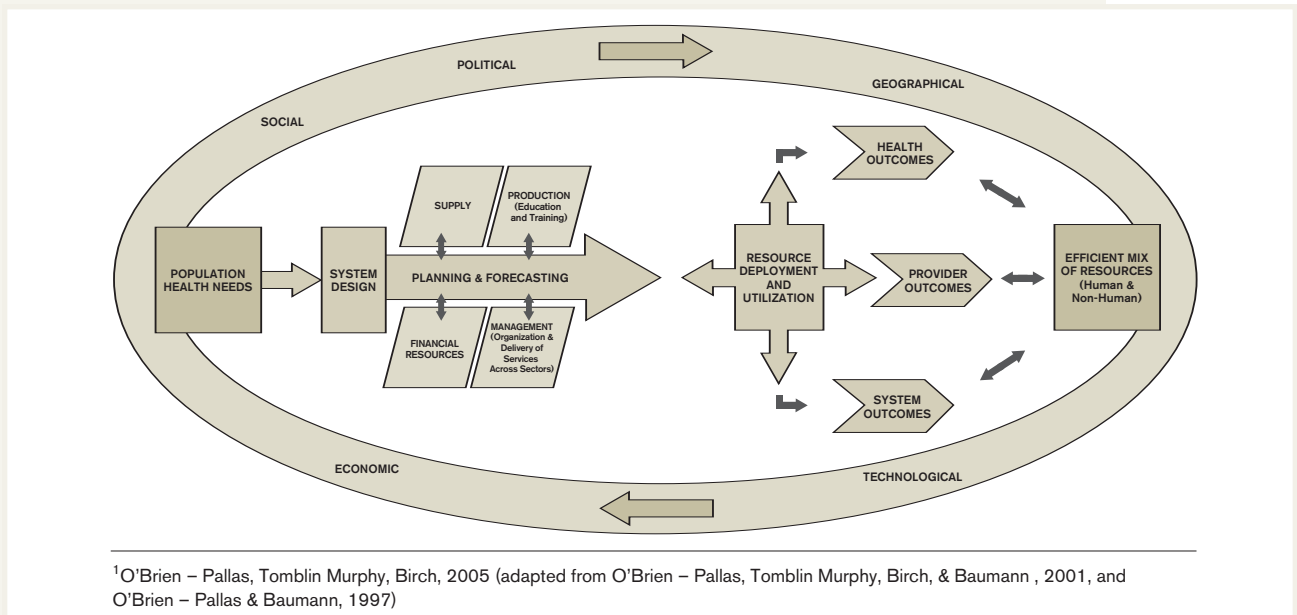 POLITICAL
GEOGRAPHICAL
SOCIAL
HEALTH
OUTCOMES
SUPPLY
PRODUCTION
(Education
and Training)
POPULATION
HEALTH NEEDS
SYSTEM
DESIGN
PLANNING & FORECASTING
RESOURCE
DEPLOYMENT
AND
UTILIZATION
PROVIDER
OUTCOMES
EFFICIENT MIX
OF RESOURCES
(Human &
Non-Human)
FINANCIAL
RESOURCES
MANAGEMENT
(Organization &
Delivery of
Services
Across Sectors)
SYSTEM
OUTCOMES
ECONOMIC
TECHNOLOGICAL
¹O’Brien – Pallas, Tomblin Murphy, Birch, 2005 (adapted from O’Brien – Pallas, Tomblin Murphy, Birch, & Baumann , 2001, and
O’Brien – Pallas & Baumann, 1997)